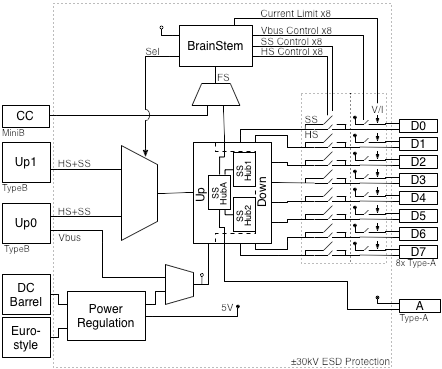 Current Limit x8
Vbus Control x8
SS Control x8
HS Control x8
BrainStem
Sel
FS
V/I
CC
MiniB
SS
HS
D0
D1
D2
D3
D4
D5
D6
D7
8x Type-A
Up1
TypeB
HS+SS
Up0
TypeB
HS+SS
Vbus
Up
SS
HubA
SS
Hub1
SS
Hub2
Down
DC
Barrel
Euro-
style
Power
Regulation
5V
A
Type-A
±30kV ESD Protection